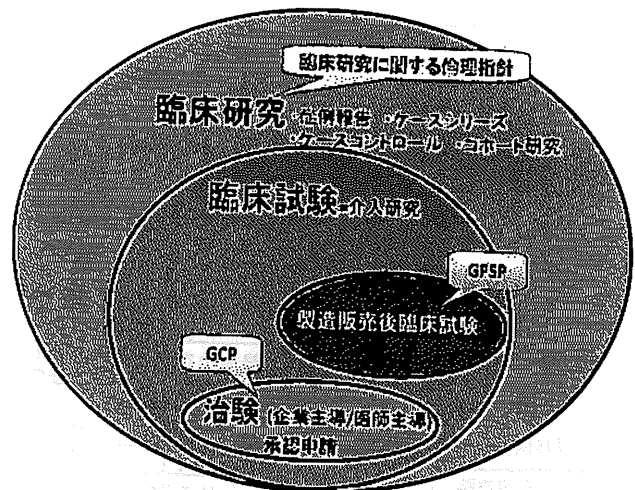 臨床研究に関する倫理指針
臨床研究 ・症例報告 ・ケースシリーズ
・ケースコントロール ・コホート研究
臨床試験=介入研究
GPSP
製造販売後臨床試験
GCP
治験 (企業主導/医師主導)
承認申請